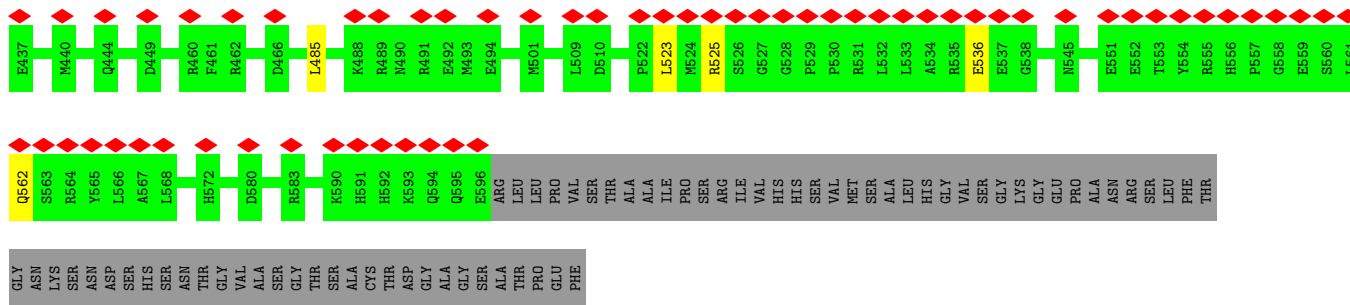 E437 M440 Q444 D449 R460 F461 R462 D466 L485 K488 R489 N490 R491 E492 M493 E494 M501 L509 D510 P522 L523 M524 R525 S526 G527 G528 P529 P530 R531 L532 L533 A534 R535 E536 E537 G538 N545 E551 E552 T553 Y554 R555 H556 P557 G558 E559 S560 L561
Q562 S563 R564 Y565 L566 A567 L568 H572 D580 R583 K590 H591 H592 K593 Q594 Q595 E596 ARG LEU LEU PRO VAL SER THR ALA ALA ILE PRO SER ARG ILE VAL HIS HIS SER VAL MET SER ALA LEU HIS GLY VAL SER GLY LYS GLY GLU PRO ALA ASN ARG SER LEU PHE THR
GLY ASN LYS SER ASN ASP SER HIS SER ASN THR GLY VAL ALA SER GLY THR SER ALA CYS THR ASP GLY ALA GLY SER ALA THR PRO GLU PHE